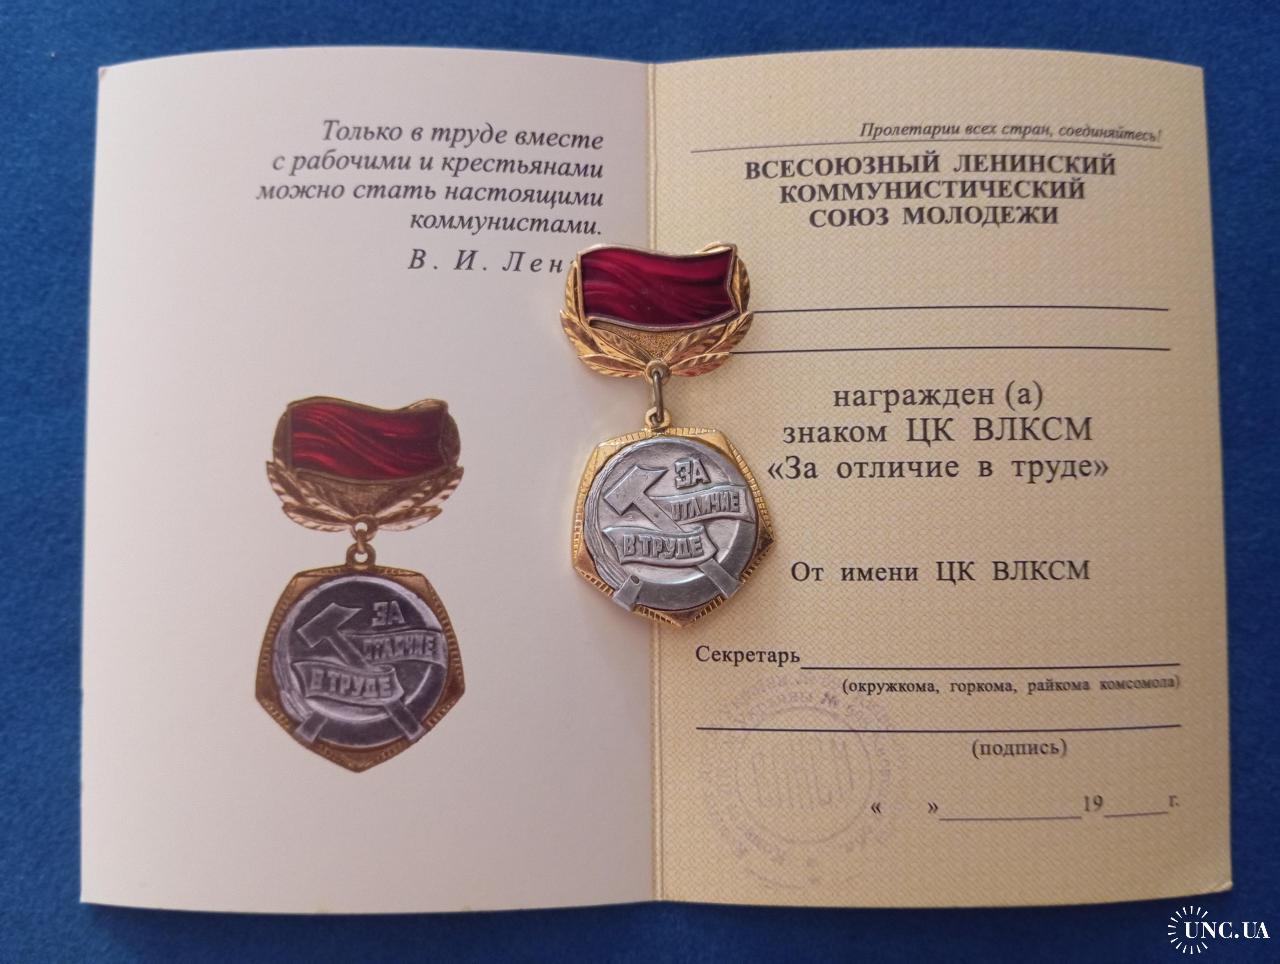 Только в труде вместе
с рабочими и крестьянами
можно стать настоящими
коммунистами.
В. И. Лен
ЗА
ОТЛИЧИЕ
В ТРУДЕ
Пролетарии всех стран, соединяйтесь!
ВСЕСОЮЗНЫЙ ЛЕНИНСКИЙ
КОММУНИСТИЧЕСКИЙ
СОЮЗ МОЛОДЕЖИ
награжден (а)
знаком ЦК ВЛКСМ
«За отличие в труде»
От имени ЦК ВЛКСМ
Секретарь
(окружкома, горкома, райкома комсомола)
(подпись)
« » 19 г.
ВЛКСМ
ЗА
ОТЛИЧИЕ
В ТРУДЕ
UNC.UA